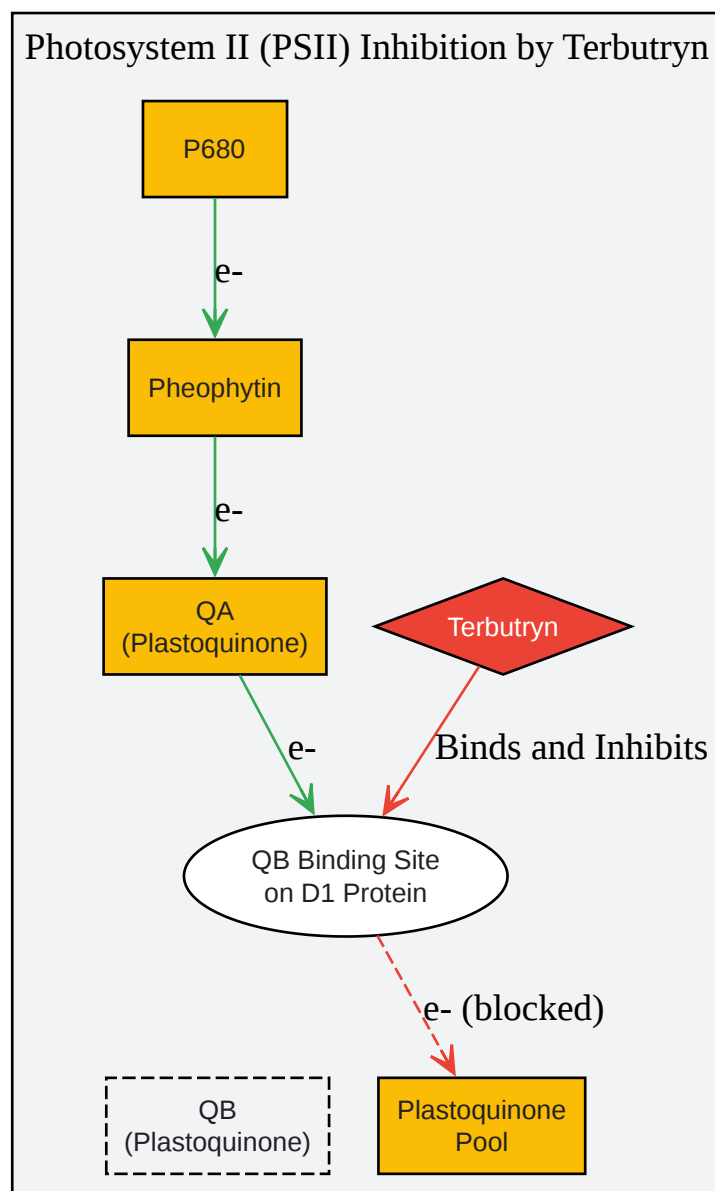 Photosystem II (PSII) Inhibition by Terbutryn
P680
e-
Pheophytin
e-
QA
(Plastoquinone)
Terbutryn
e-
Binds and Inhibits
QB Binding Site
on D1 Protein
e- (blocked)
QB
(Plastoquinone)
Plastoquinone
Pool